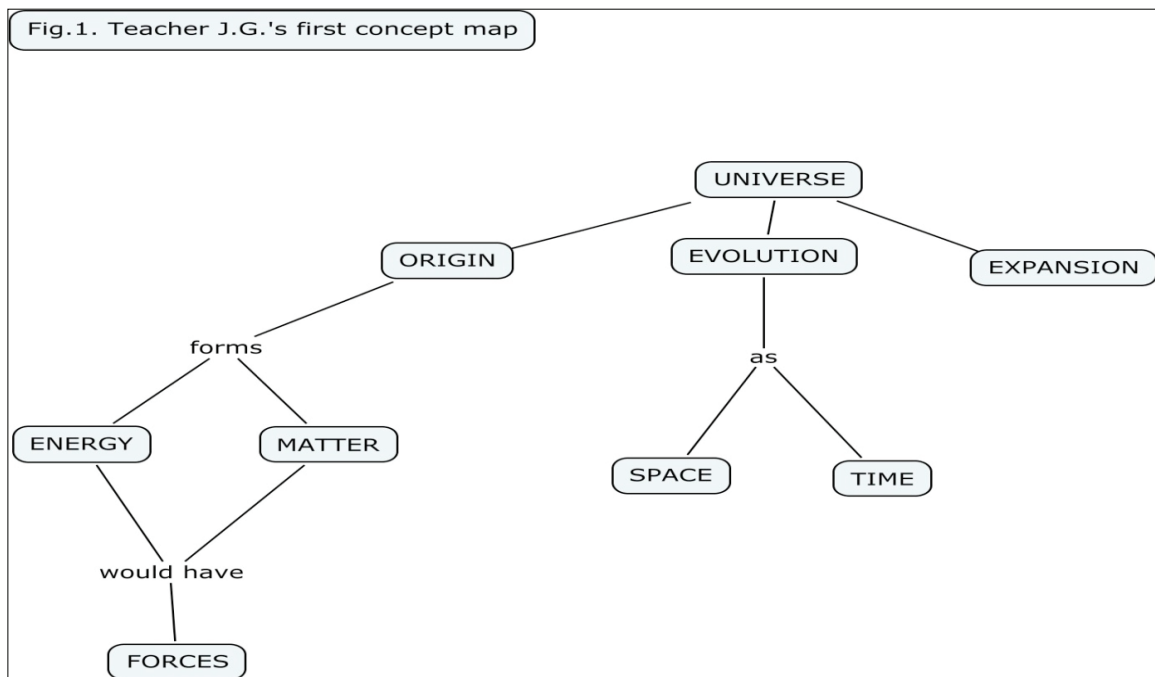 Fig.1. Teacher J.G.'s first concept map
UNIVERSE
ORIGIN
EVOLUTION
EXPANSION
forms
as
ENERGY
MATTER
SPACE
TIME
would have
FORCES